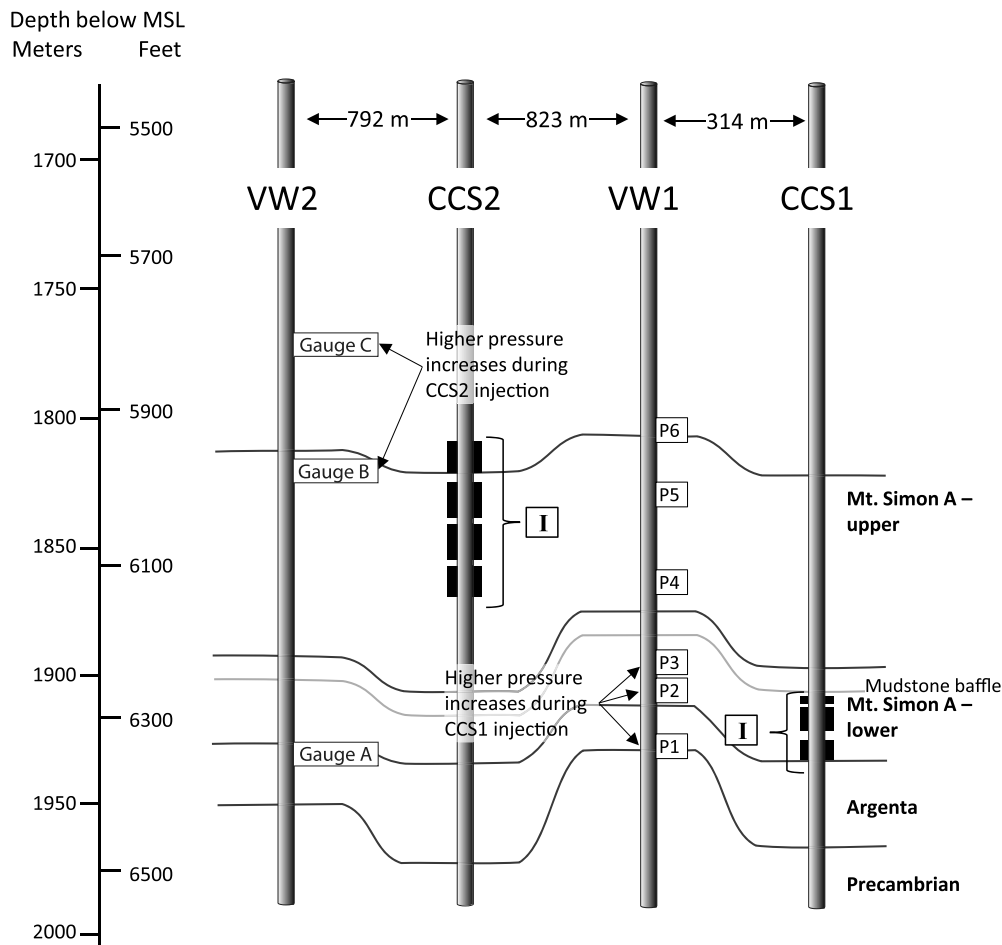 Depth below MSL
Meters Feet
792 m 823 m 314 m
5500
1700
VW2 CCS2 VW1 CCS1
5700
1750
Gauge C
Higher pressure
increases during
CCS2 injection
5900
1800
P6
Gauge B
P5
Mt. Simon A –
upper
I
1850
6100
P4
P3
1900
Higher pressure
increases during
CCS1 injection
P2
Mudstone baffle
Mt. Simon A –
lower
6300
I
P1
Gauge A
1950
Argenta
6500
Precambrian
2000